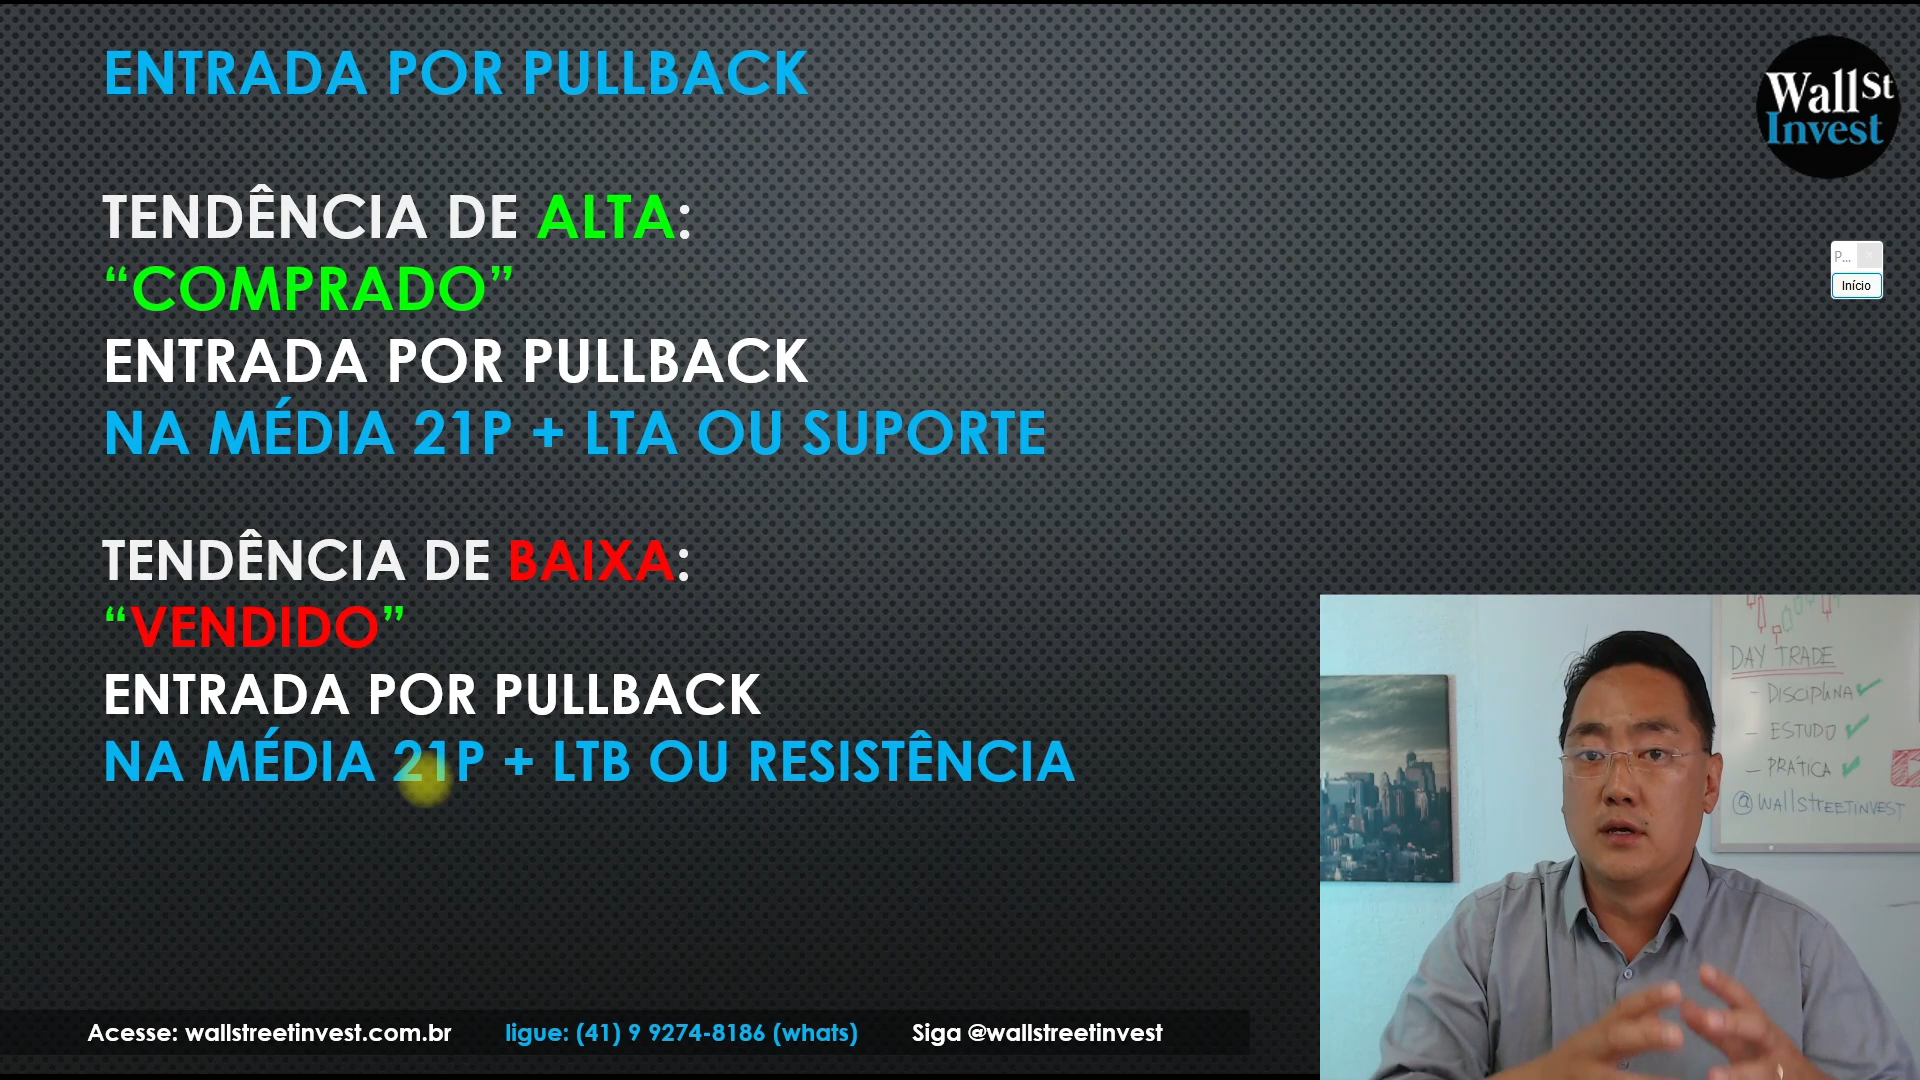 ENTRADA POR PULLBACK
WallSt
Invest
TENDÊNCIA DE ALTA:
“COMPRADO”
ENTRADA POR PULLBACK
NA MÉDIA 21P + LTA OU SUPORTE
P...
Início
TENDÊNCIA DE BAIXA:
“VENDIDO”
ENTRADA POR PULLBACK
NA MÉDIA 21P + LTB OU RESISTÊNCIA
DAY TRADE
- DISCIPLINA
- ESTUDO
- PRÁTICA
@WALLSTREETINVEST
Acesse: wallstreetinvest.com.br ligue: (41) 9 9274-8186 (whats) Siga @wallstreetinvest